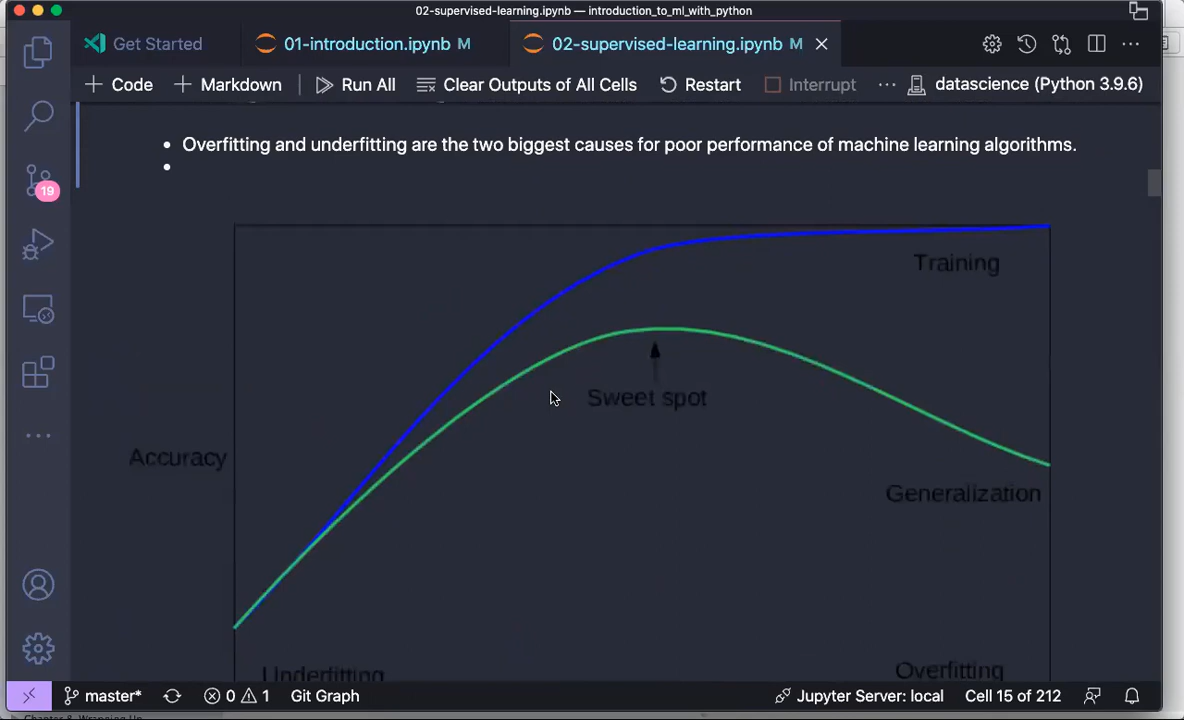 02-supervised-learning.ipynb — introduction_to_ml_with_python
Get Started
01-introduction.ipynb M
02-supervised-learning.ipynb M
Code
Markdown
Run All
Clear Outputs of All Cells
Restart
Interrupt
datascience (Python 3.9.6)
• Overfitting and underfitting are the two biggest causes for poor performance of machine learning algorithms.
•
19
Training
Sweet spot
Accuracy
Generalization
Underfitting
Overfitting
master*
0
1
Git Graph
Jupyter Server: local
Cell 15 of 212